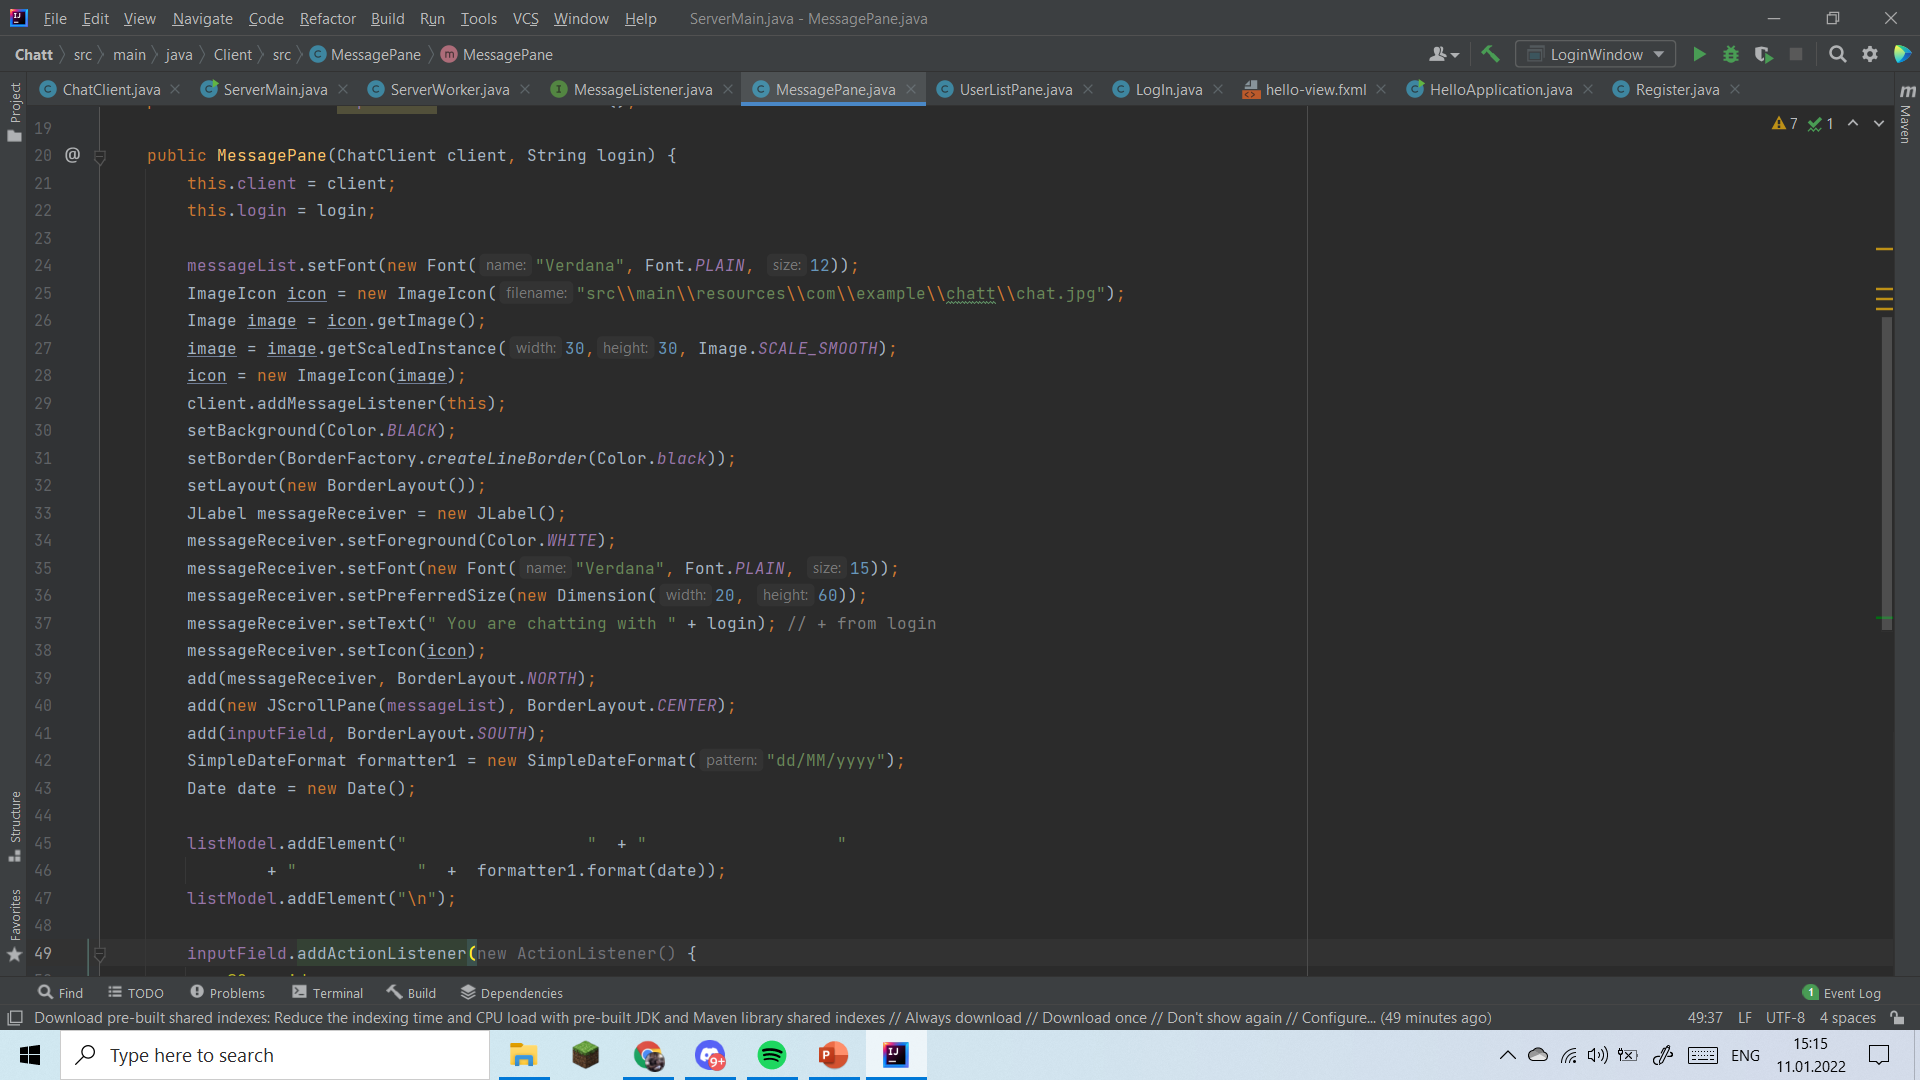 File Edit View Navigate Code Refactor Build Run Tools VCS Window Help ServerMain.java - MessagePane.java
Chatt src main java Client src MessagePane MessagePane LoginWindow
ChatClient.java ServerMain.java ServerWorker.java MessageListener.java MessagePane.java UserListPane.java LogIn.java hello-view.fxml HelloApplication.java Register.java
Project
Maven
7 1
19
20 @ public MessagePane(ChatClient client, String login) {
21 this.client = client;
22 this.login = login;
23
24 messageList.setFont(new Font( name: "Verdana", Font.PLAIN, size: 12));
25 ImageIcon icon = new ImageIcon( filename: "src\\main\\resources\\com\\example\\chatt\\chat.jpg");
26 Image image = icon.getImage();
27 image = image.getScaledInstance( width: 30, height: 30, Image.SCALE_SMOOTH);
28 icon = new ImageIcon(image);
29 client.addMessageListener(this);
30 setBackground(Color.BLACK);
31 setBorder(BorderFactory.createLineBorder(Color.black));
32 setLayout(new BorderLayout());
33 JLabel messageReceiver = new JLabel();
34 messageReceiver.setForeground(Color.WHITE);
35 messageReceiver.setFont(new Font( name: "Verdana", Font.PLAIN, size: 15));
36 messageReceiver.setPreferredSize(new Dimension( width: 20, height: 60));
37 messageReceiver.setText(" You are chatting with " + login); // + from login
38 messageReceiver.setIcon(icon);
39 add(messageReceiver, BorderLayout.NORTH);
40 add(new JScrollPane(messageList), BorderLayout.CENTER);
41 add(inputField, BorderLayout.SOUTH);
42 SimpleDateFormat formatter1 = new SimpleDateFormat( pattern: "dd/MM/yyyy");
43 Date date = new Date();
44
45 listModel.addElement("                  "  + "                   "
46 + "            "  +  formatter1.format(date));
47 listModel.addElement("\n");
48
49 inputField.addActionListener(new ActionListener() {
Structure
Favorites
Find TODO Problems Terminal Build Dependencies 1 Event Log
Download pre-built shared indexes: Reduce the indexing time and CPU load with pre-built JDK and Maven library shared indexes // Always download // Download once // Don't show again // Configure... (49 minutes ago) 49:37 LF UTF-8 4 spaces
Type here to search 9+ P IJ ENG 15:15
11.01.2022